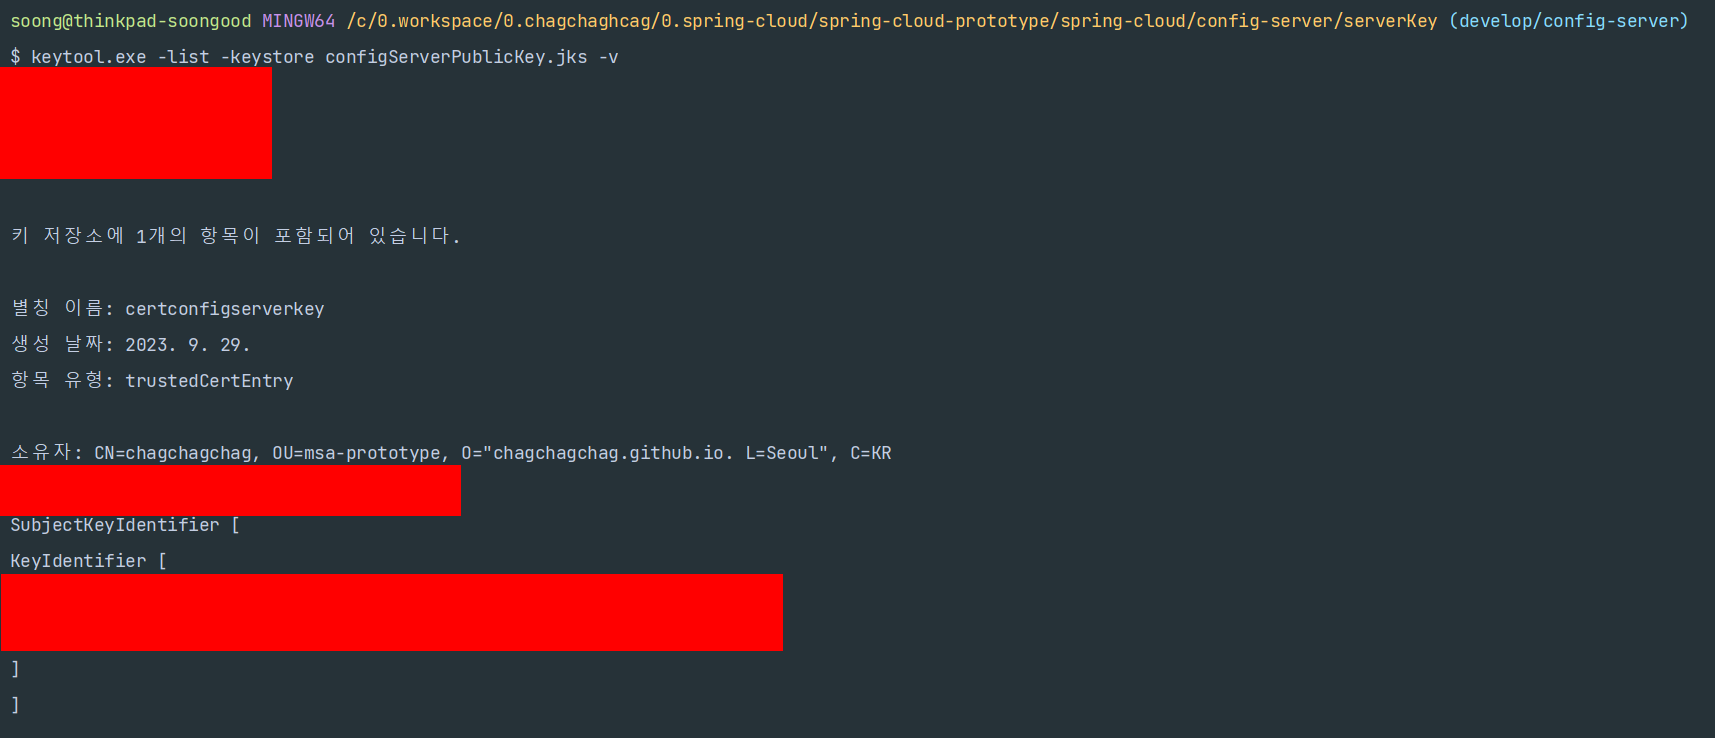 soong@thinkpad-soongood MINGW64 /c/0.workspace/0.chagchaghcag/0.spring-cloud/spring-cloud-prototype/spring-cloud/config-server/serverKey (develop/config-server)
$ keytool.exe -list -keystore configServerPublicKey.jks -v
키 저장소에 1개의 항목이 포함되어 있습니다.
별칭 이름: certconfigserverkey
생성 날짜: 2023. 9. 29.
항목 유형: trustedCertEntry
소유자: CN=chagchagchag, OU=msa-prototype, O="chagchagchag.github.io. L=Seoul", C=KR
SubjectKeyIdentifier [
KeyIdentifier [
]
]